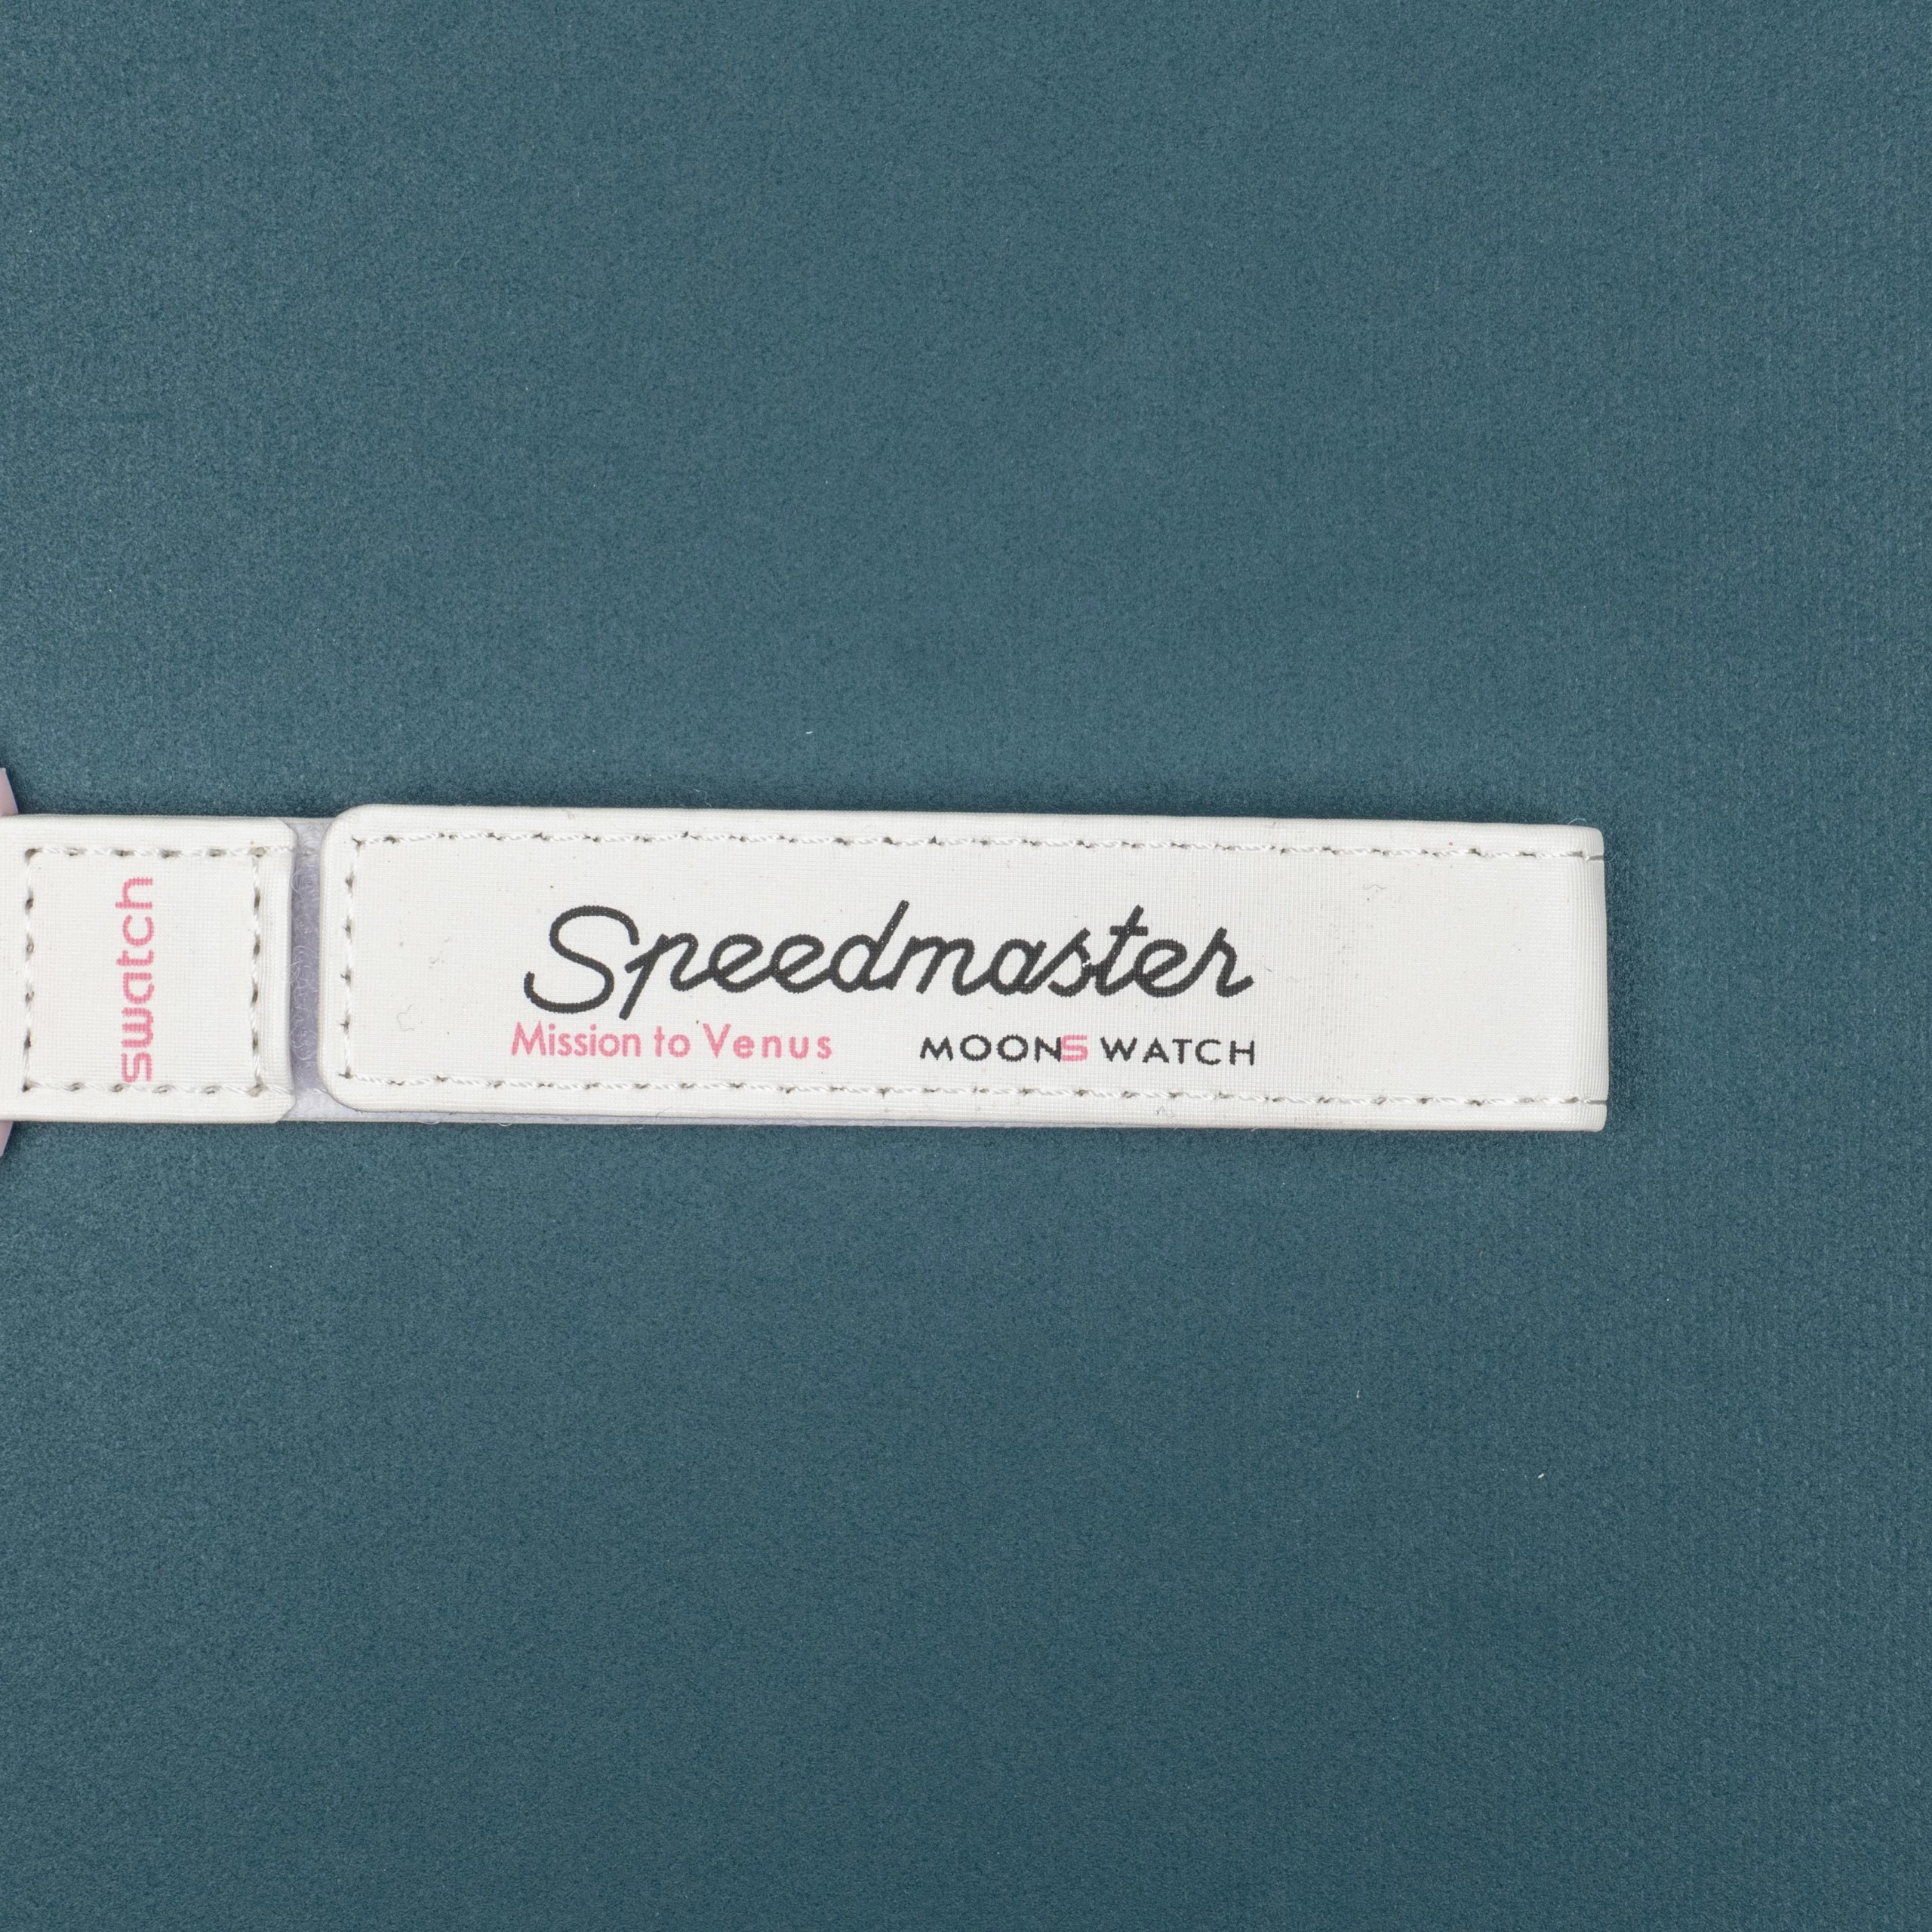 swatch
Speedmaster
Mission to Venus MOONSWATCH